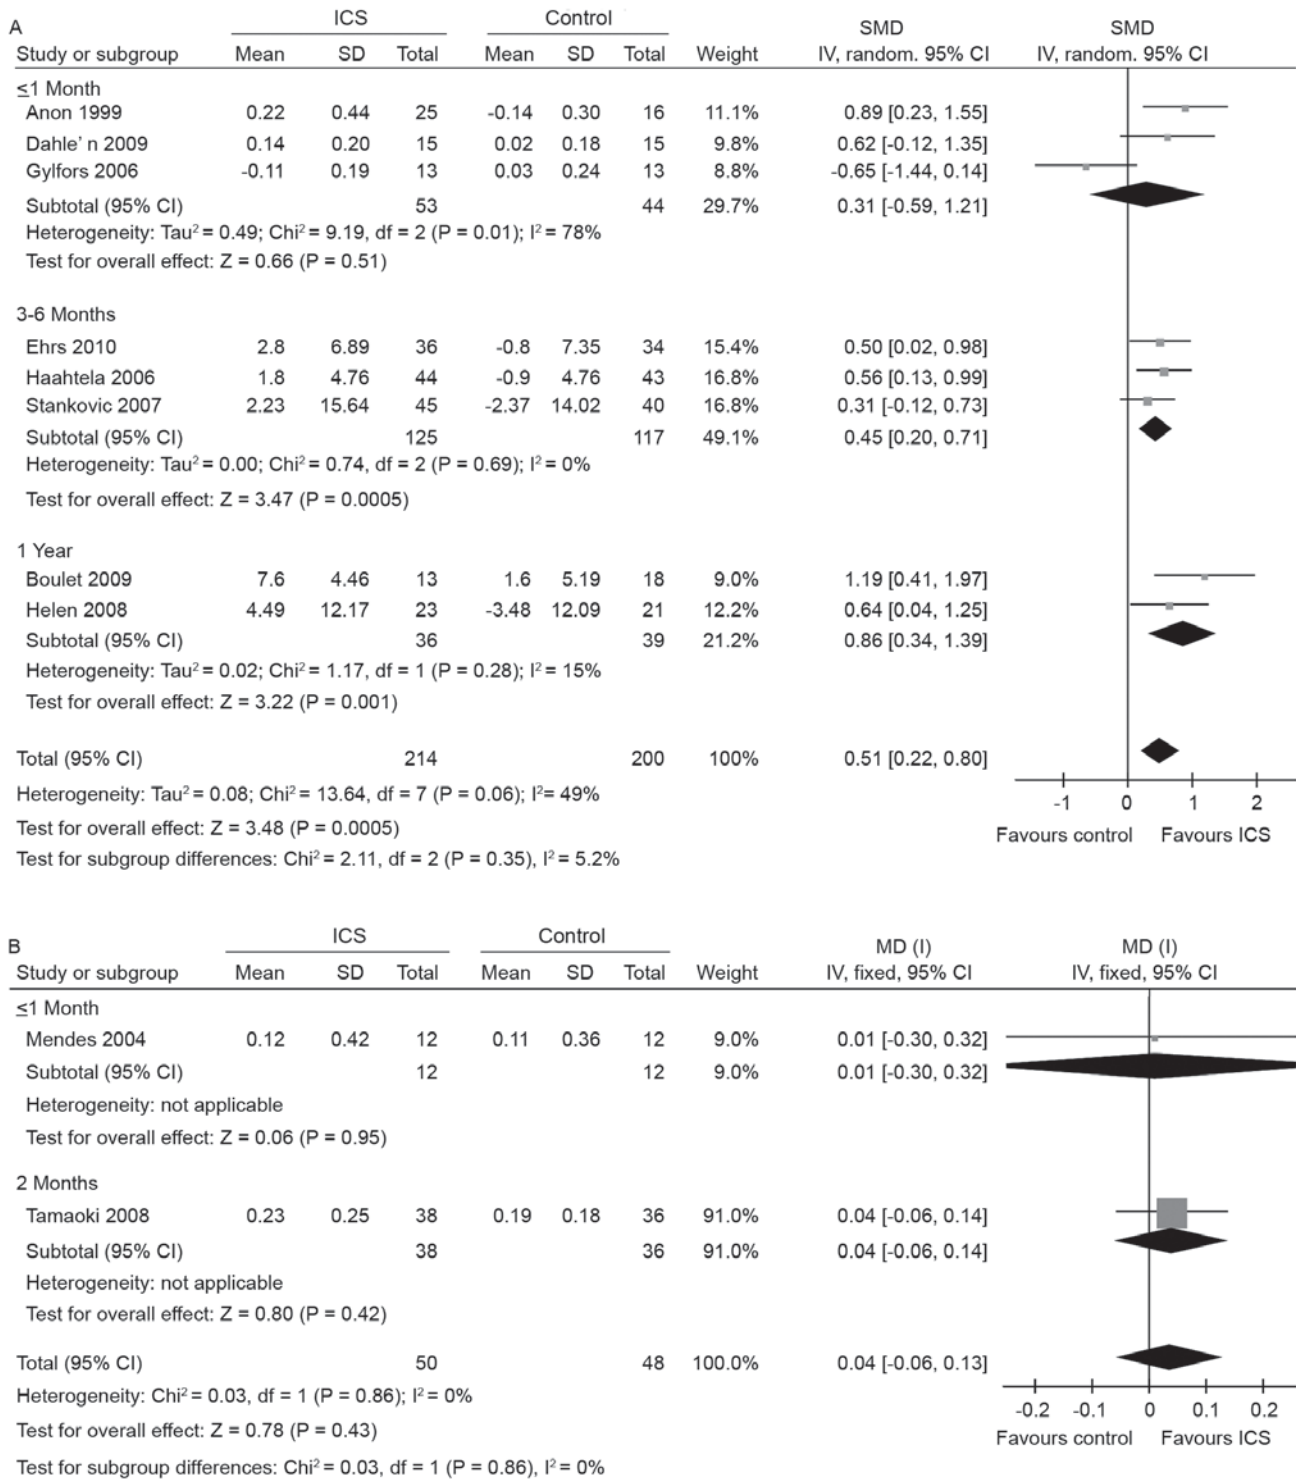 A
ICS Control SMD SMD
Study or subgroup Mean SD Total Mean SD Total Weight IV, random. 95% CI IV, random. 95% CI
≤1 Month
Anon 1999 0.22 0.44 25 -0.14 0.30 16 11.1% 0.89 [0.23, 1.55]
Dahle' n 2009 0.14 0.20 15 0.02 0.18 15 9.8% 0.62 [-0.12, 1.35]
Gylfors 2006 -0.11 0.19 13 0.03 0.24 13 8.8% -0.65 [-1.44, 0.14]
Subtotal (95% CI) 53 44 29.7% 0.31 [-0.59, 1.21]
Heterogeneity: Tau² = 0.49; Chi² = 9.19, df = 2 (P = 0.01); I² = 78%
Test for overall effect: Z = 0.66 (P = 0.51)
3-6 Months
Ehrs 2010 2.8 6.89 36 -0.8 7.35 34 15.4% 0.50 [0.02, 0.98]
Haahtela 2006 1.8 4.76 44 -0.9 4.76 43 16.8% 0.56 [0.13, 0.99]
Stankovic 2007 2.23 15.64 45 -2.37 14.02 40 16.8% 0.31 [-0.12, 0.73]
Subtotal (95% CI) 125 117 49.1% 0.45 [0.20, 0.71]
Heterogeneity: Tau² = 0.00; Chi² = 0.74, df = 2 (P = 0.69); I² = 0%
Test for overall effect: Z = 3.47 (P = 0.0005)
1 Year
Boulet 2009 7.6 4.46 13 1.6 5.19 18 9.0% 1.19 [0.41, 1.97]
Helen 2008 4.49 12.17 23 -3.48 12.09 21 12.2% 0.64 [0.04, 1.25]
Subtotal (95% CI) 36 39 21.2% 0.86 [0.34, 1.39]
Heterogeneity: Tau² = 0.02; Chi² = 1.17, df = 1 (P = 0.28); I² = 15%
Test for overall effect: Z = 3.22 (P = 0.001)
Total (95% CI) 214 200 100% 0.51 [0.22, 0.80]
Heterogeneity: Tau² = 0.08; Chi² = 13.64, df = 7 (P = 0.06); I²= 49%
Test for overall effect: Z = 3.48 (P = 0.0005)
Test for subgroup differences: Chi² = 2.11, df = 2 (P = 0.35), I² = 5.2%
-1 0 1 2
Favours control Favours ICS
B
ICS Control MD (I) MD (I)
Study or subgroup Mean SD Total Mean SD Total Weight IV, fixed, 95% CI IV, fixed, 95% CI
≤1 Month
Mendes 2004 0.12 0.42 12 0.11 0.36 12 9.0% 0.01 [-0.30, 0.32]
Subtotal (95% CI) 12 12 9.0% 0.01 [-0.30, 0.32]
Heterogeneity: not applicable
Test for overall effect: Z = 0.06 (P = 0.95)
2 Months
Tamaoki 2008 0.23 0.25 38 0.19 0.18 36 91.0% 0.04 [-0.06, 0.14]
Subtotal (95% CI) 38 36 91.0% 0.04 [-0.06, 0.14]
Heterogeneity: not applicable
Test for overall effect: Z = 0.80 (P = 0.42)
Total (95% CI) 50 48 100.0% 0.04 [-0.06, 0.13]
Heterogeneity: Chi² = 0.03, df = 1 (P = 0.86); I² = 0%
Test for overall effect: Z = 0.78 (P = 0.43)
Test for subgroup differences: Chi² = 0.03, df = 1 (P = 0.86), I² = 0%
-0.2 -0.1 0 0.1 0.2
Favours control Favours ICS